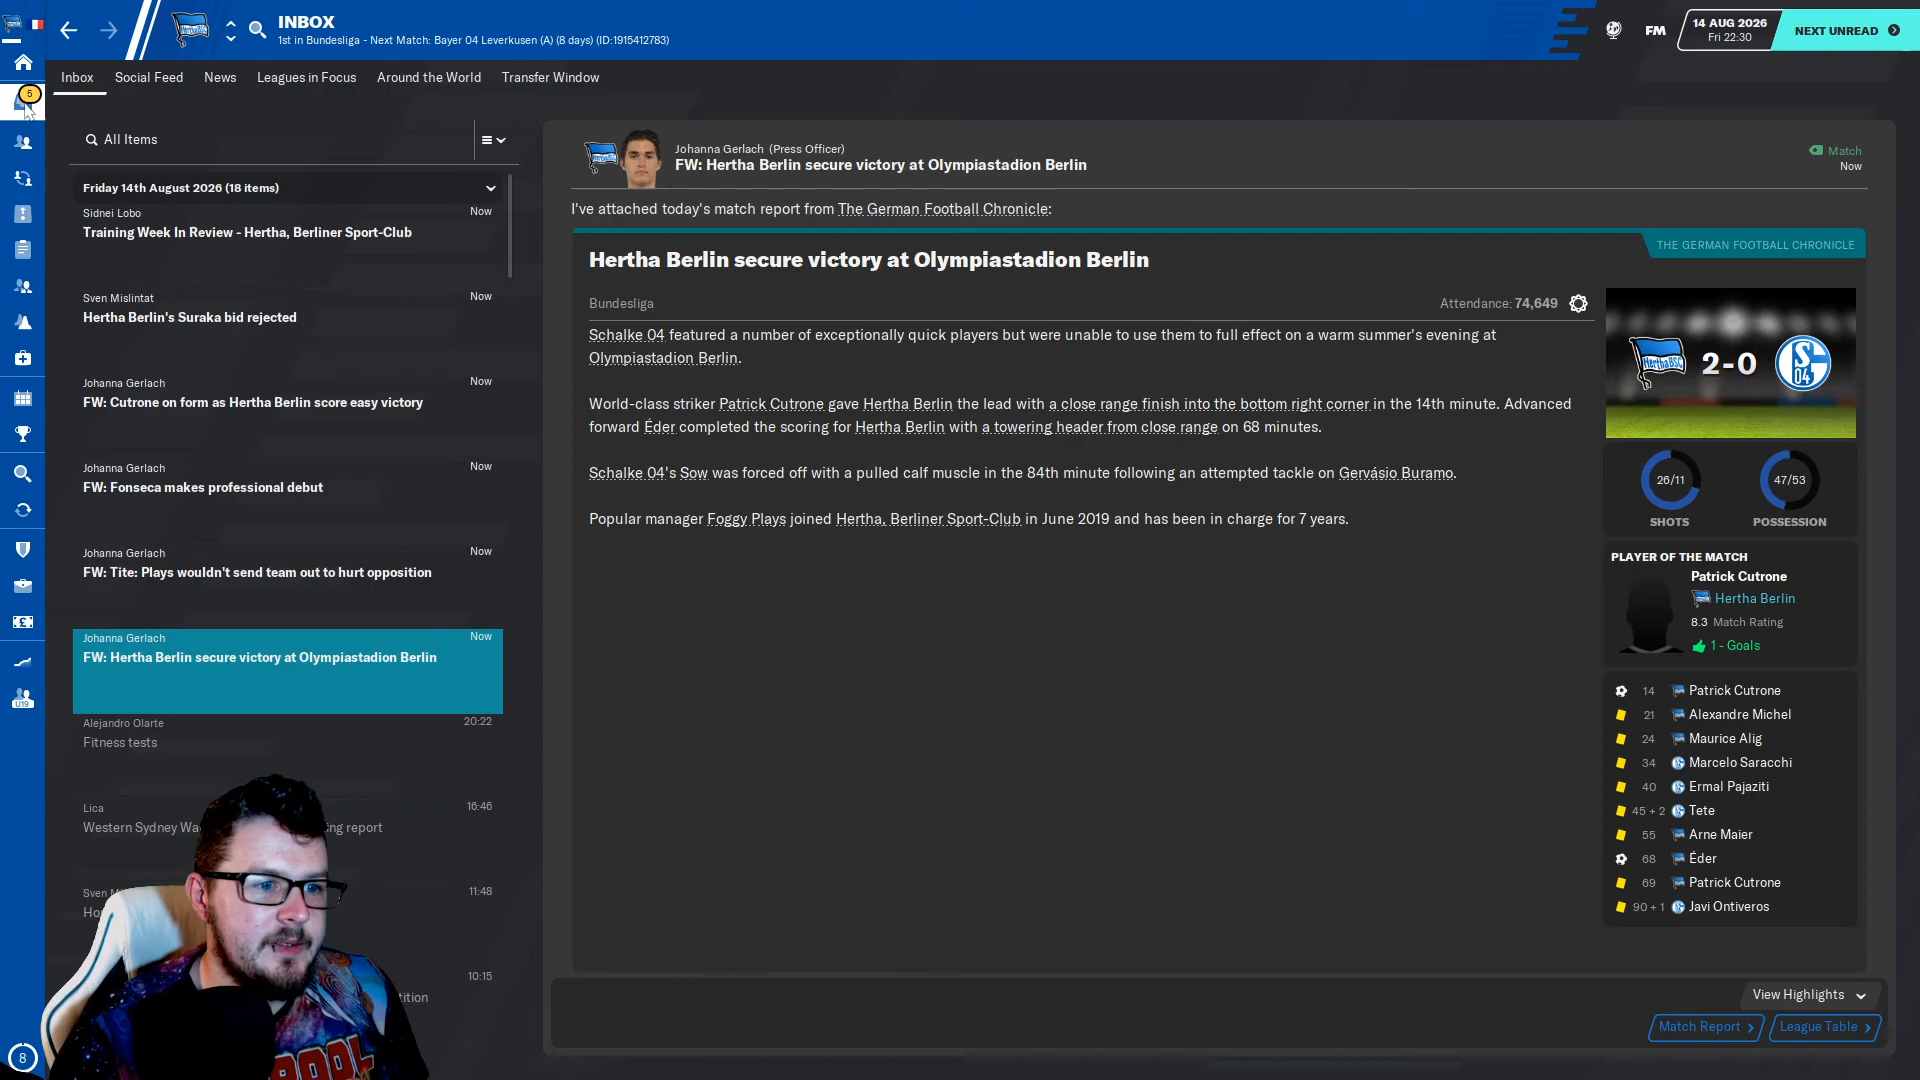 INBOX
1st in Bundesliga - Next Match: Bayer 04 Leverkusen (A) (8 days) (ID:1915412783)
FM
14 AUG 2026
Fri 22:30
NEXT UNREAD
5
Inbox
Social Feed
News
Leagues in Focus
Around the World
Transfer Window
All Items
Friday 14th August 2026 (18 items)
Sidnei Lobo
Now
Training Week In Review - Hertha, Berliner Sport-Club
Sven Mislintat
Now
Hertha Berlin's Suraka bid rejected
Johanna Gerlach
Now
FW: Cutrone on form as Hertha Berlin score easy victory
Johanna Gerlach
Now
FW: Fonseca makes professional debut
Johanna Gerlach
Now
FW: Tite: Plays wouldn't send team out to hurt opposition
Johanna Gerlach
Now
FW: Hertha Berlin secure victory at Olympiastadion Berlin
Alejandro Olarte
20:22
Fitness tests
Lica
16:46
Western Sydney
report
Sven
11:48
10:15
U19
8
Johanna Gerlach (Press Officer)
FW: Hertha Berlin secure victory at Olympiastadion Berlin
Match
Now
I've attached today's match report from The German Football Chronicle:
THE GERMAN FOOTBALL CHRONICLE
Hertha Berlin secure victory at Olympiastadion Berlin
Bundesliga
Attendance: 74,649
Schalke 04 featured a number of exceptionally quick players but were unable to use them to full effect on a warm summer's evening at
Olympiastadion Berlin.
World-class striker Patrick Cutrone gave Hertha Berlin the lead with a close range finish into the bottom right corner in the 14th minute. Advanced
forward Éder completed the scoring for Hertha Berlin with a towering header from close range on 68 minutes.
Schalke 04's Sow was forced off with a pulled calf muscle in the 84th minute following an attempted tackle on Gervásio Buramo.
Popular manager Foggy Plays joined Hertha, Berliner Sport-Club in June 2019 and has been in charge for 7 years.
Hertha BSC
2-0
S 04
26/11
47/53
SHOTS
POSSESSION
PLAYER OF THE MATCH
Patrick Cutrone
Hertha Berlin
8.3 Match Rating
1 - Goals
14 Patrick Cutrone
21 Alexandre Michel
24 Maurice Alig
34 Marcelo Saracchi
40 Ermal Pajaziti
45 + 2 Tete
55 Arne Maier
68 Éder
69 Patrick Cutrone
90 + 1 Javi Ontiveros
View Highlights
Match Report
League Table